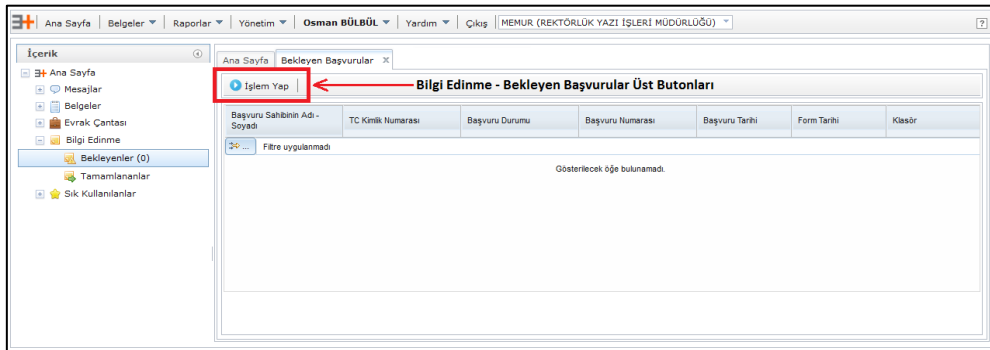 Ana Sayfa Belgeler Raporlar Yönetim Osman BÜLBÜL Yardım Çıkış MEMUR (REKTÖRLÜK YAZI İŞLERİ MÜDÜRLÜĞÜ) ?
İçerik
Ana Sayfa
Mesajlar
Belgeler
Evrak Çantası
Bilgi Edinme
Bekleyenler (0)
Tamamlananlar
Sık Kullanılanlar
Ana Sayfa Bekleyen Başvurular X
İşlem Yap Bilgi Edinme - Bekleyen Başvurular Üst Butonları
Başvuru Sahibinin Adı - Soyadı TC Kimlik Numarası Başvuru Durumu Başvuru Numarası Başvuru Tarihi Form Tarihi Klasör
... Filtre uygulanmadı
Gösterilecek öğe bulunamadı.